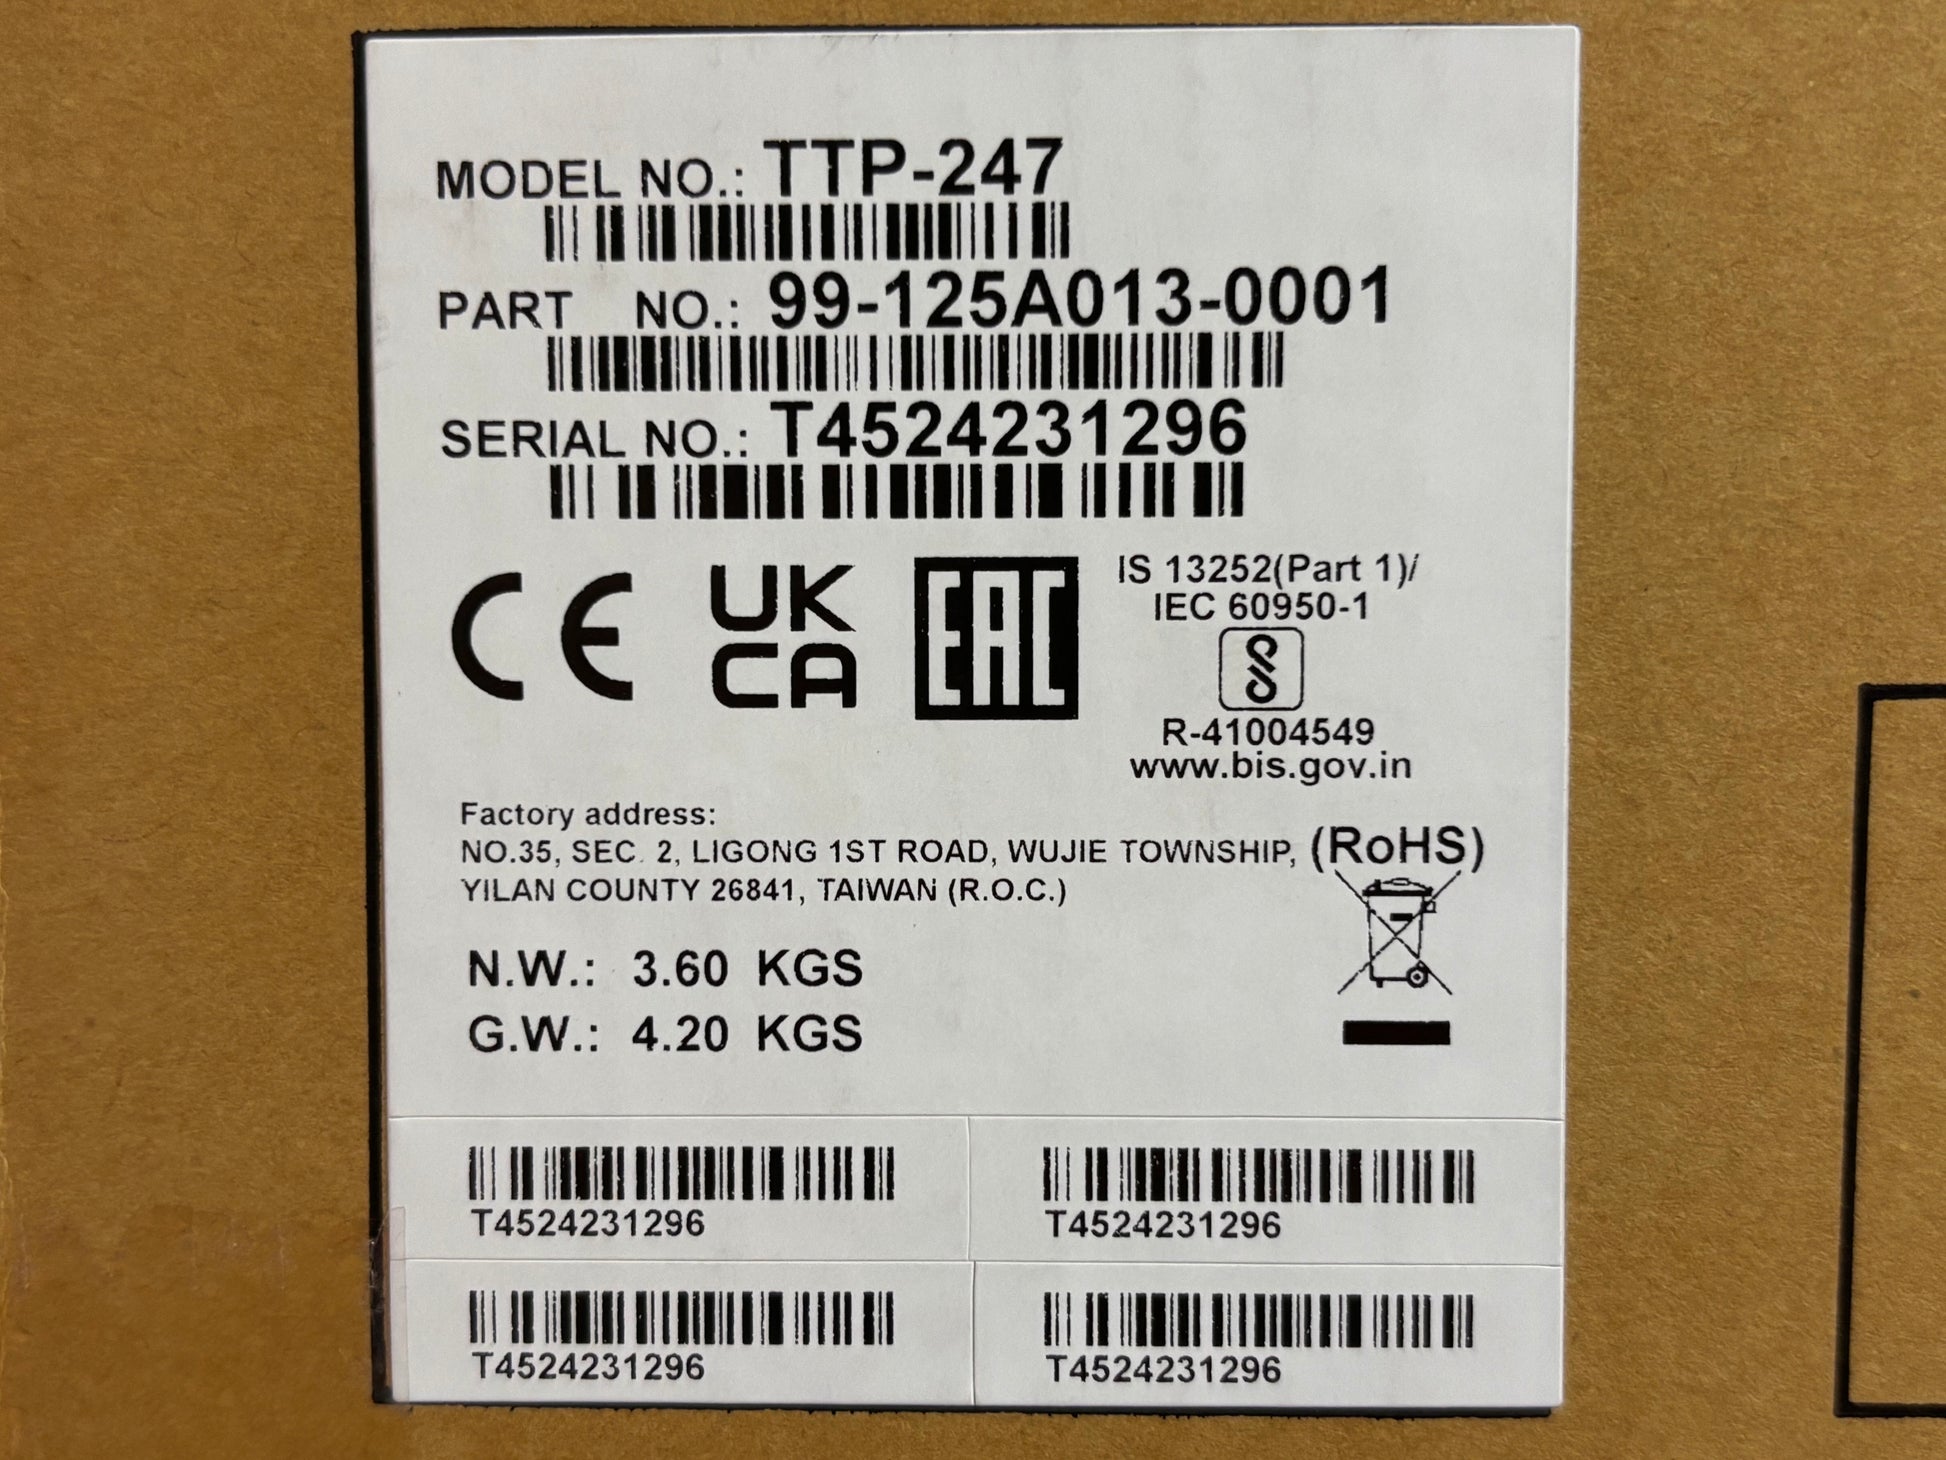 MODEL NO.: TTP-247
PART NO.: 99-125A013-0001
SERIAL NO.: T4524231296
CE
UK
CA
EAC
IS 13252(Part 1)/
IEC 60950-1
R-41004549
www.bis.gov.in
Factory address:
NO.35, SEC. 2, LIGONG 1ST ROAD, WUJIE TOWNSHIP,
YILAN COUNTY 26841, TAIWAN (R.O.C.)
(RoHS)
N.W.: 3.60 KGS
G.W.: 4.20 KGS
T4524231296
T4524231296
T4524231296
T4524231296